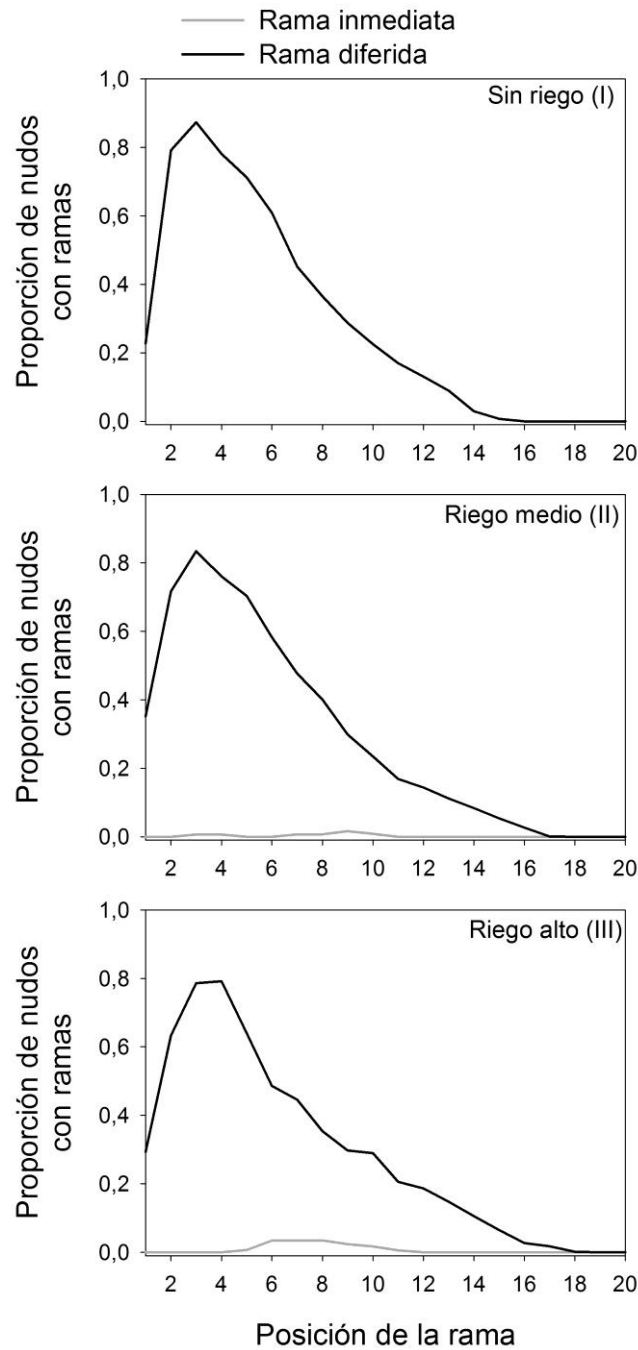 Rama inmediata
Rama diferida
Sin riego (I)
Proporción de nudos
con ramas
1,0
0,8
0,6
0,4
0,2
0,0
2 4 6 8 10 12 14 16 18 20
Riego medio (II)
Proporción de nudos
con ramas
1,0
0,8
0,6
0,4
0,2
0,0
2 4 6 8 10 12 14 16 18 20
Riego alto (III)
Proporción de nudos
con ramas
1,0
0,8
0,6
0,4
0,2
0,0
2 4 6 8 10 12 14 16 18 20
Posición de la rama